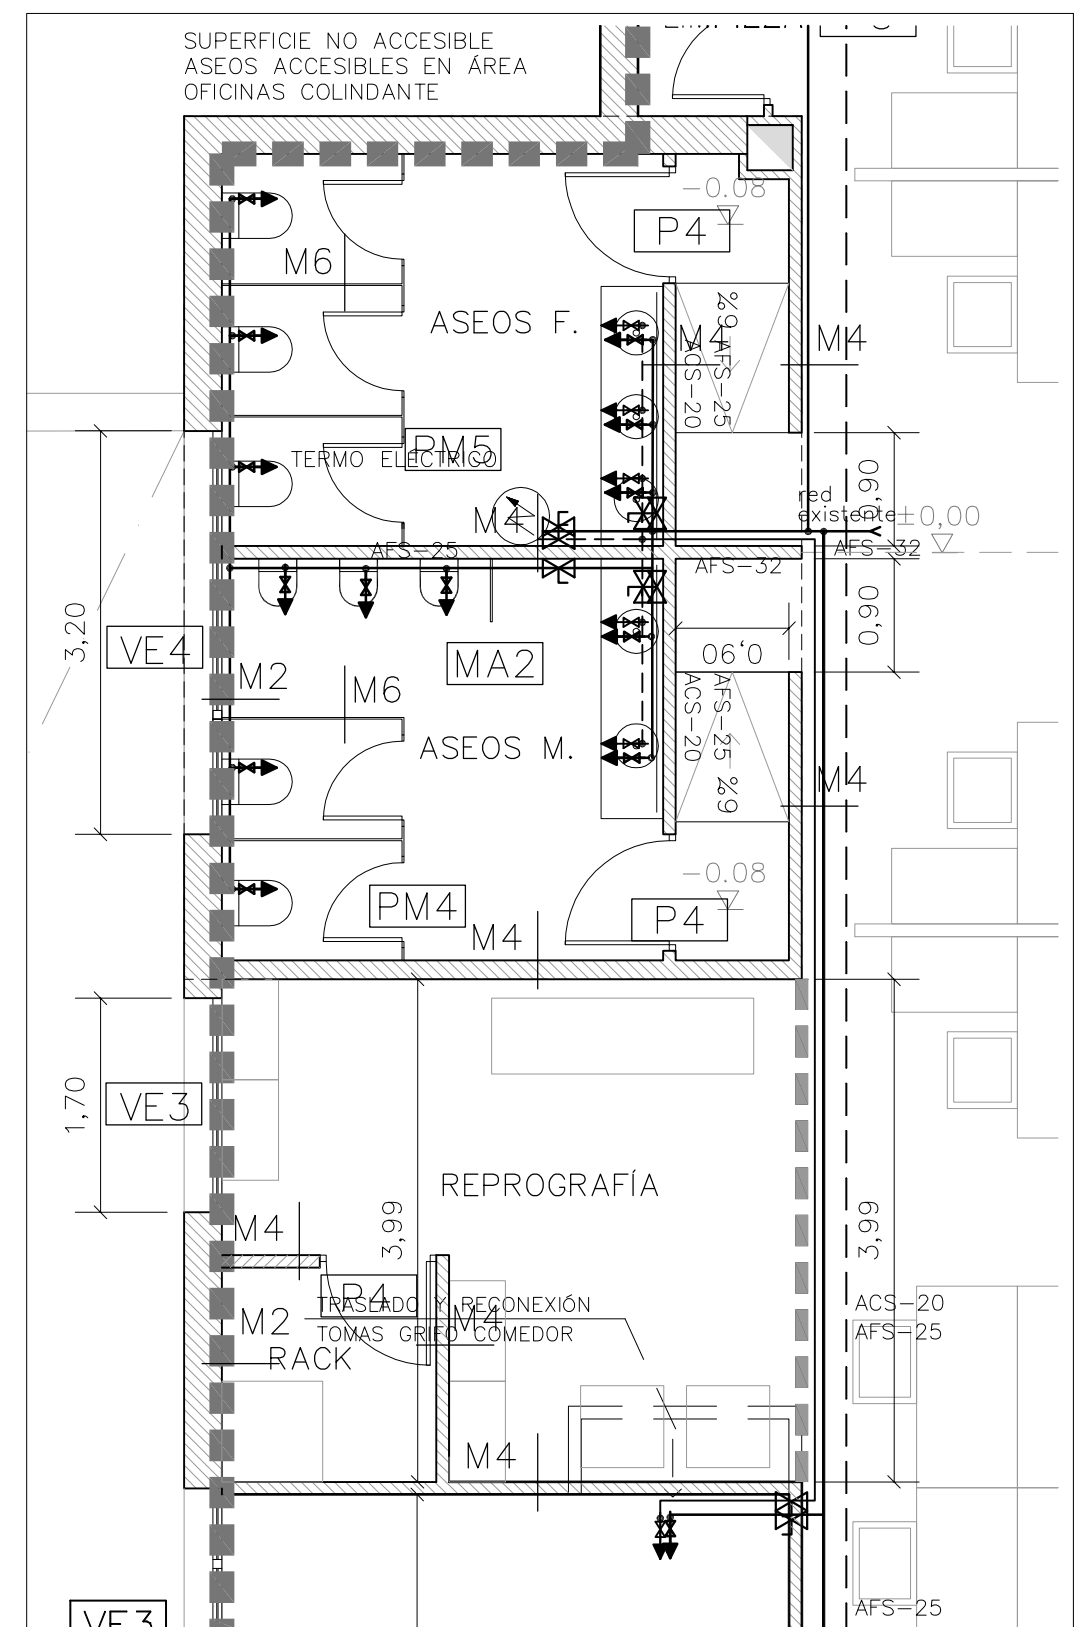 SUPERFICIE NO ACCESIBLE
ASEOS ACCESIBLES EN ÁREA
OFICINAS COLINDANTE
-0.08
P4
M6
ASEOS F.
6%
AFS-25
ACS-20
M4
M4
PM5
TERMO ELÉCTRICO
M4
AFS-25
red
existente
±0,00
AFS-32
AFS-32
0,90
0,90
0,90
3,20
VE4
M2
M6
MA2
ASEOS M.
AFS-25
ACS-20
6%
M4
-0.08
PM4
P4
M4
1,70
VE3
REPROGRAFÍA
3,99
3,99
M4
P4
TRASLADO Y RECONEXIÓN
TOMAS GRIFO COMEDOR
M4
M2
RACK
ACS-20
AFS-25
M4
AFS-25
VE3